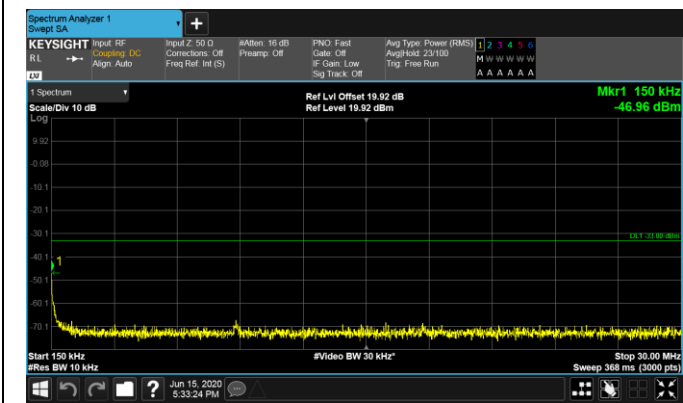 Spectrum Analyzer 1
Swept SA
+
KEYSIGHT Input: RF Input Z: 50 Ω #Atten: 16 dB PNO: Fast Avg Type: Power (RMS) 1 2 3 4 5 6
RL Coupling: DC Corrections: Off Preamp: Off Gate: Off Avg|Hold: 23/100 M W W W W W
Align: Auto Freq Ref: Int (S) IF Gain: Low Trig: Free Run
LXI Sig Track: Off A A A A A A
1 Spectrum Ref Lvl Offset 19.92 dB Mkr1 150 kHz
Scale/Div 10 dB Ref Level 19.92 dBm -46.96 dBm
Log
9.92
-0.08
-10.1
-20.1
-30.1 DL1 -33.00 dBm
-40.1
1
-50.1
-60.1
-70.1
Start 150 kHz #Video BW 30 kHz* Stop 30.00 MHz
#Res BW 10 kHz Sweep 368 ms (3000 pts)
? Jun 15, 2020
5:33:24 PM